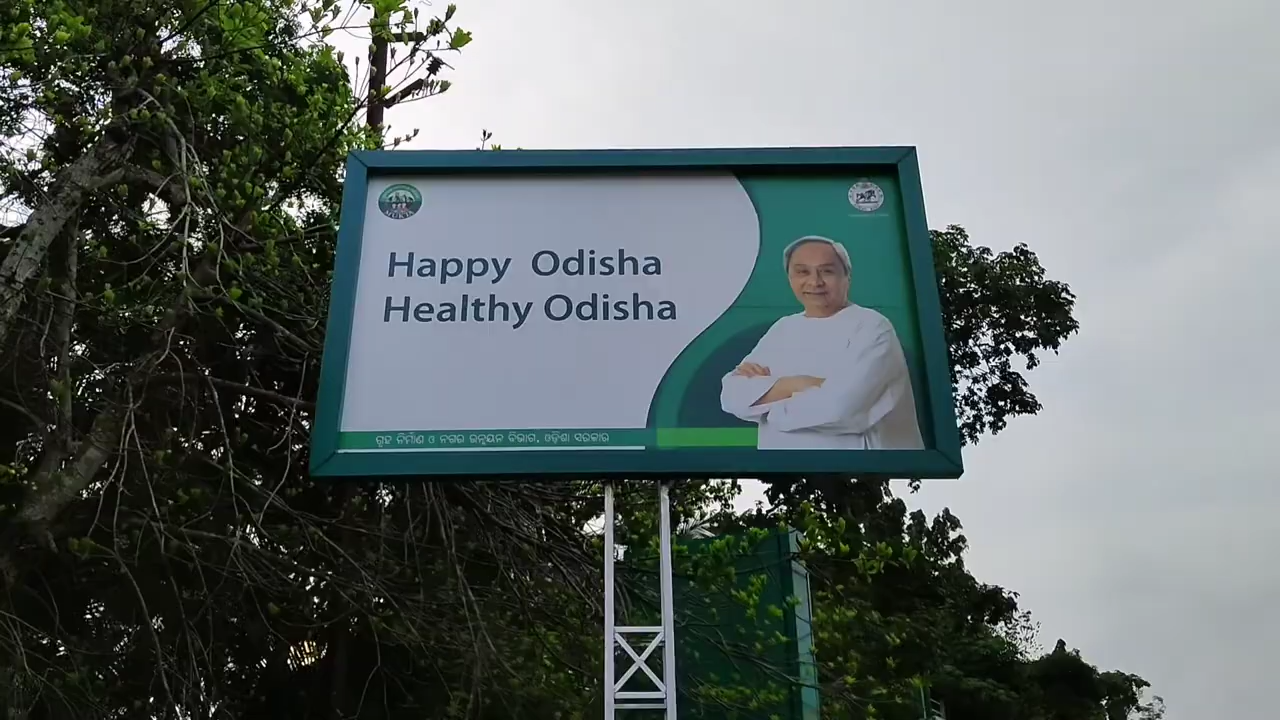 Happy Odisha
Healthy Odisha
ଗୃହ ନିର୍ମାଣ ଓ ନଗର ଉନ୍ନୟନ ବିଭାଗ, ଓଡ଼ିଶା ସରକାର